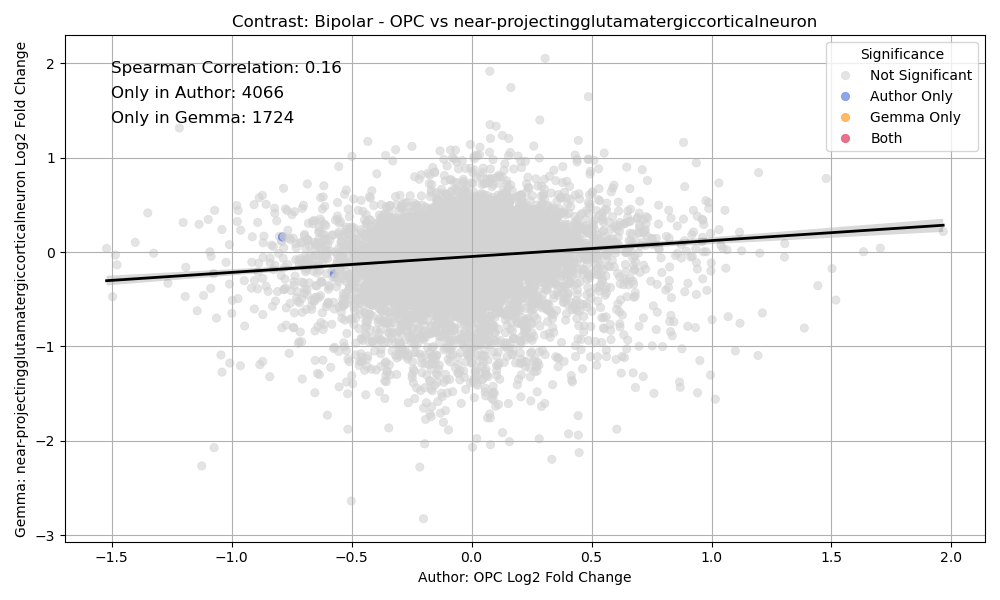 Contrast: Bipolar - OPC vs near-projectingglutamatergiccorticalneuron
Gemma: near-projectingglutamatergiccorticalneuron Log2 Fold Change
2
1
0
−1
−2
−3
Spearman Correlation: 0.16
Only in Author: 4066
Only in Gemma: 1724
Significance
Not Significant
Author Only
Gemma Only
Both
−1.5
−1.0
−0.5
0.0
0.5
1.0
1.5
2.0
Author: OPC Log2 Fold Change